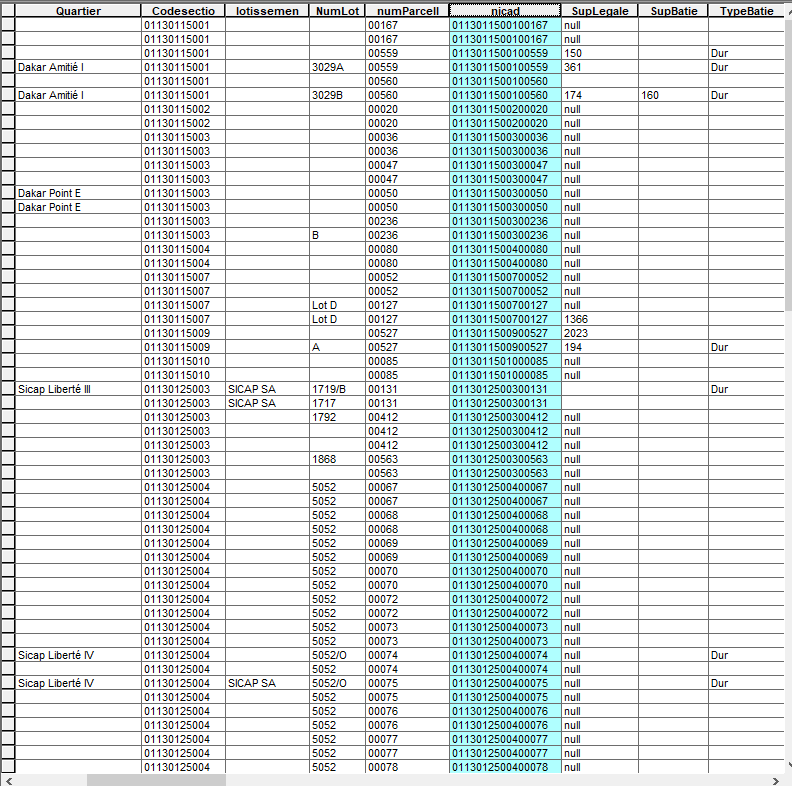 Quartier Codesectio lotissemen NumLot numParcell nicad SupLegale SupBatie TypeBatie
01130115001 00167 0113011500100167 null
01130115001 00167 0113011500100167 null
01130115001 00559 0113011500100559 150 Dur
Dakar Amitié I 01130115001 3029A 00559 0113011500100559 361 Dur
01130115001 00560 0113011500100560
Dakar Amitié I 01130115001 3029B 00560 0113011500100560 174 160 Dur
01130115002 00020 0113011500200020 null
01130115002 00020 0113011500200020 null
01130115003 00036 0113011500300036 null
01130115003 00036 0113011500300036 null
01130115003 00047 0113011500300047 null
01130115003 00047 0113011500300047 null
Dakar Point E 01130115003 00050 0113011500300050 null
Dakar Point E 01130115003 00050 0113011500300050 null
01130115003 00236 0113011500300236 null
01130115003 B 00236 0113011500300236 null
01130115004 00080 0113011500400080 null
01130115004 00080 0113011500400080 null
01130115007 00052 0113011500700052 null
01130115007 00052 0113011500700052 null
01130115007 Lot D 00127 0113011500700127 null
01130115007 Lot D 00127 0113011500700127 1366
01130115009 00527 0113011500900527 2023
01130115009 A 00527 0113011500900527 194 Dur
01130115010 00085 0113011501000085 null
01130115010 00085 0113011501000085 null
Sicap Liberté III 01130125003 SICAP SA 1719/B 00131 0113012500300131 Dur
01130125003 SICAP SA 1717 00131 0113012500300131
01130125003 1792 00412 0113012500300412 null
01130125003 00412 0113012500300412 null
01130125003 00412 0113012500300412 null
01130125003 1868 00563 0113012500300563 null
01130125003 00563 0113012500300563 null
01130125004 5052 00067 0113012500400067 null
01130125004 5052 00067 0113012500400067 null
01130125004 5052 00068 0113012500400068 null
01130125004 5052 00068 0113012500400068 null
01130125004 5052 00069 0113012500400069 null
01130125004 5052 00069 0113012500400069 null
01130125004 5052 00070 0113012500400070 null
01130125004 5052 00070 0113012500400070 null
01130125004 5052 00072 0113012500400072 null
01130125004 5052 00072 0113012500400072 null
01130125004 5052 00073 0113012500400073 null
01130125004 5052 00073 0113012500400073 null
Sicap Liberté IV 01130125004 5052/O 00074 0113012500400074 null Dur
01130125004 5052 00074 0113012500400074 null
Sicap Liberté IV 01130125004 SICAP SA 5052/O 00075 0113012500400075 null Dur
01130125004 5052 00075 0113012500400075 null
01130125004 5052 00076 0113012500400076 null
01130125004 5052 00076 0113012500400076 null
01130125004 5052 00077 0113012500400077 null
01130125004 5052 00077 0113012500400077 null
01130125004 5052 00078 0113012500400078 null